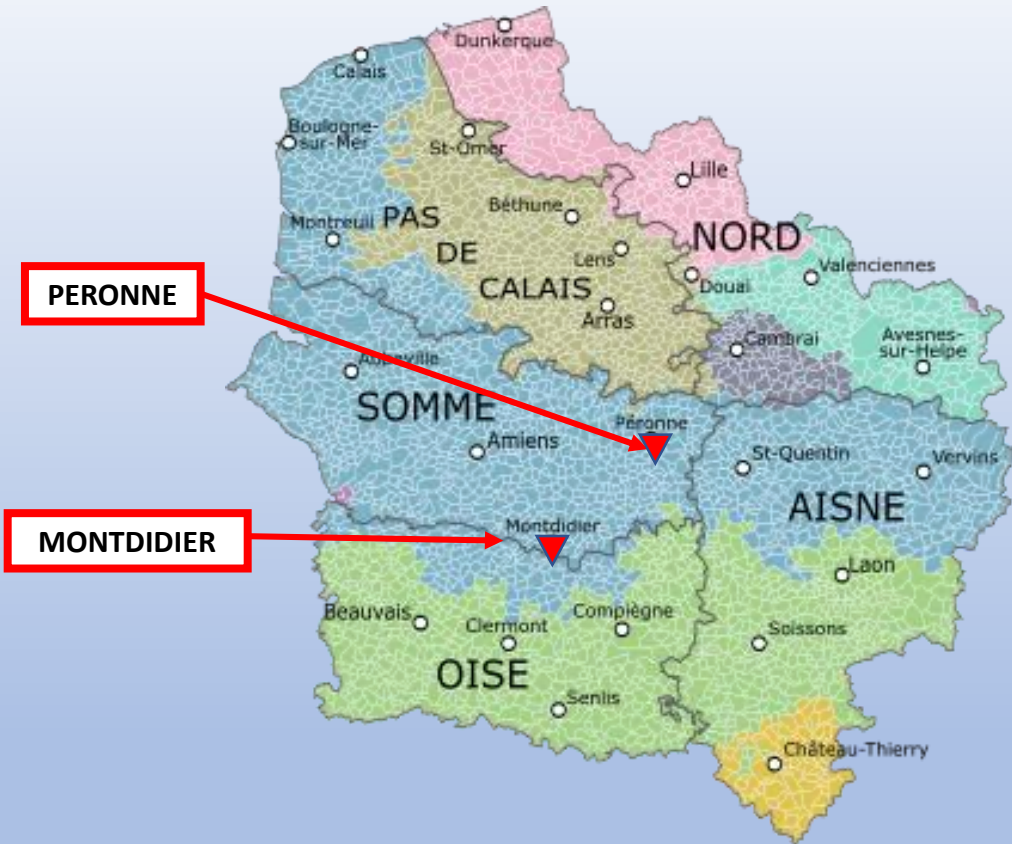 Dunkerque
Calais
Boulogne-
sur-Mer
St-Omer
Lille
Béthune
Montreuil
PAS
DE
CALAIS
NORD
Lens
Douai
Valenciennes
PERONNE
Arras
Cambrai
Avesnes-
sur-Helpe
Abbeville
SOMME
Péronne
Amiens
St-Quentin
Vervins
AISNE
Montdidier
MONTDIDIER
Laon
Beauvais
Clermont
Compiègne
Soissons
OISE
Senlis
Château-Thierry